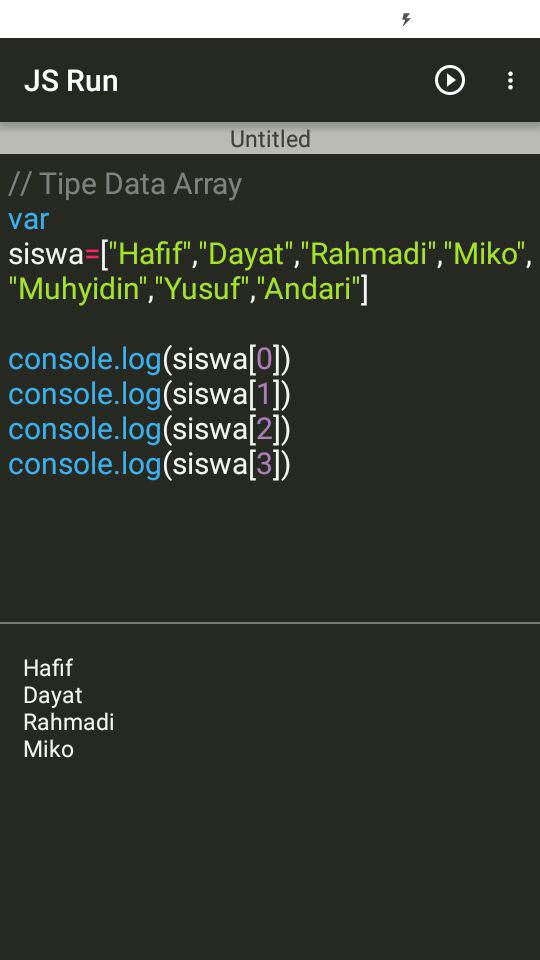 JS Run
Untitled
// Tipe Data Array
var
siswa=["Hafif","Dayat","Rahmadi","Miko",
"Muhyidin","Yusuf","Andari"]
console.log(siswa[0])
console.log(siswa[1])
console.log(siswa[2])
console.log(siswa[3])
Hafif
Dayat
Rahmadi
Miko